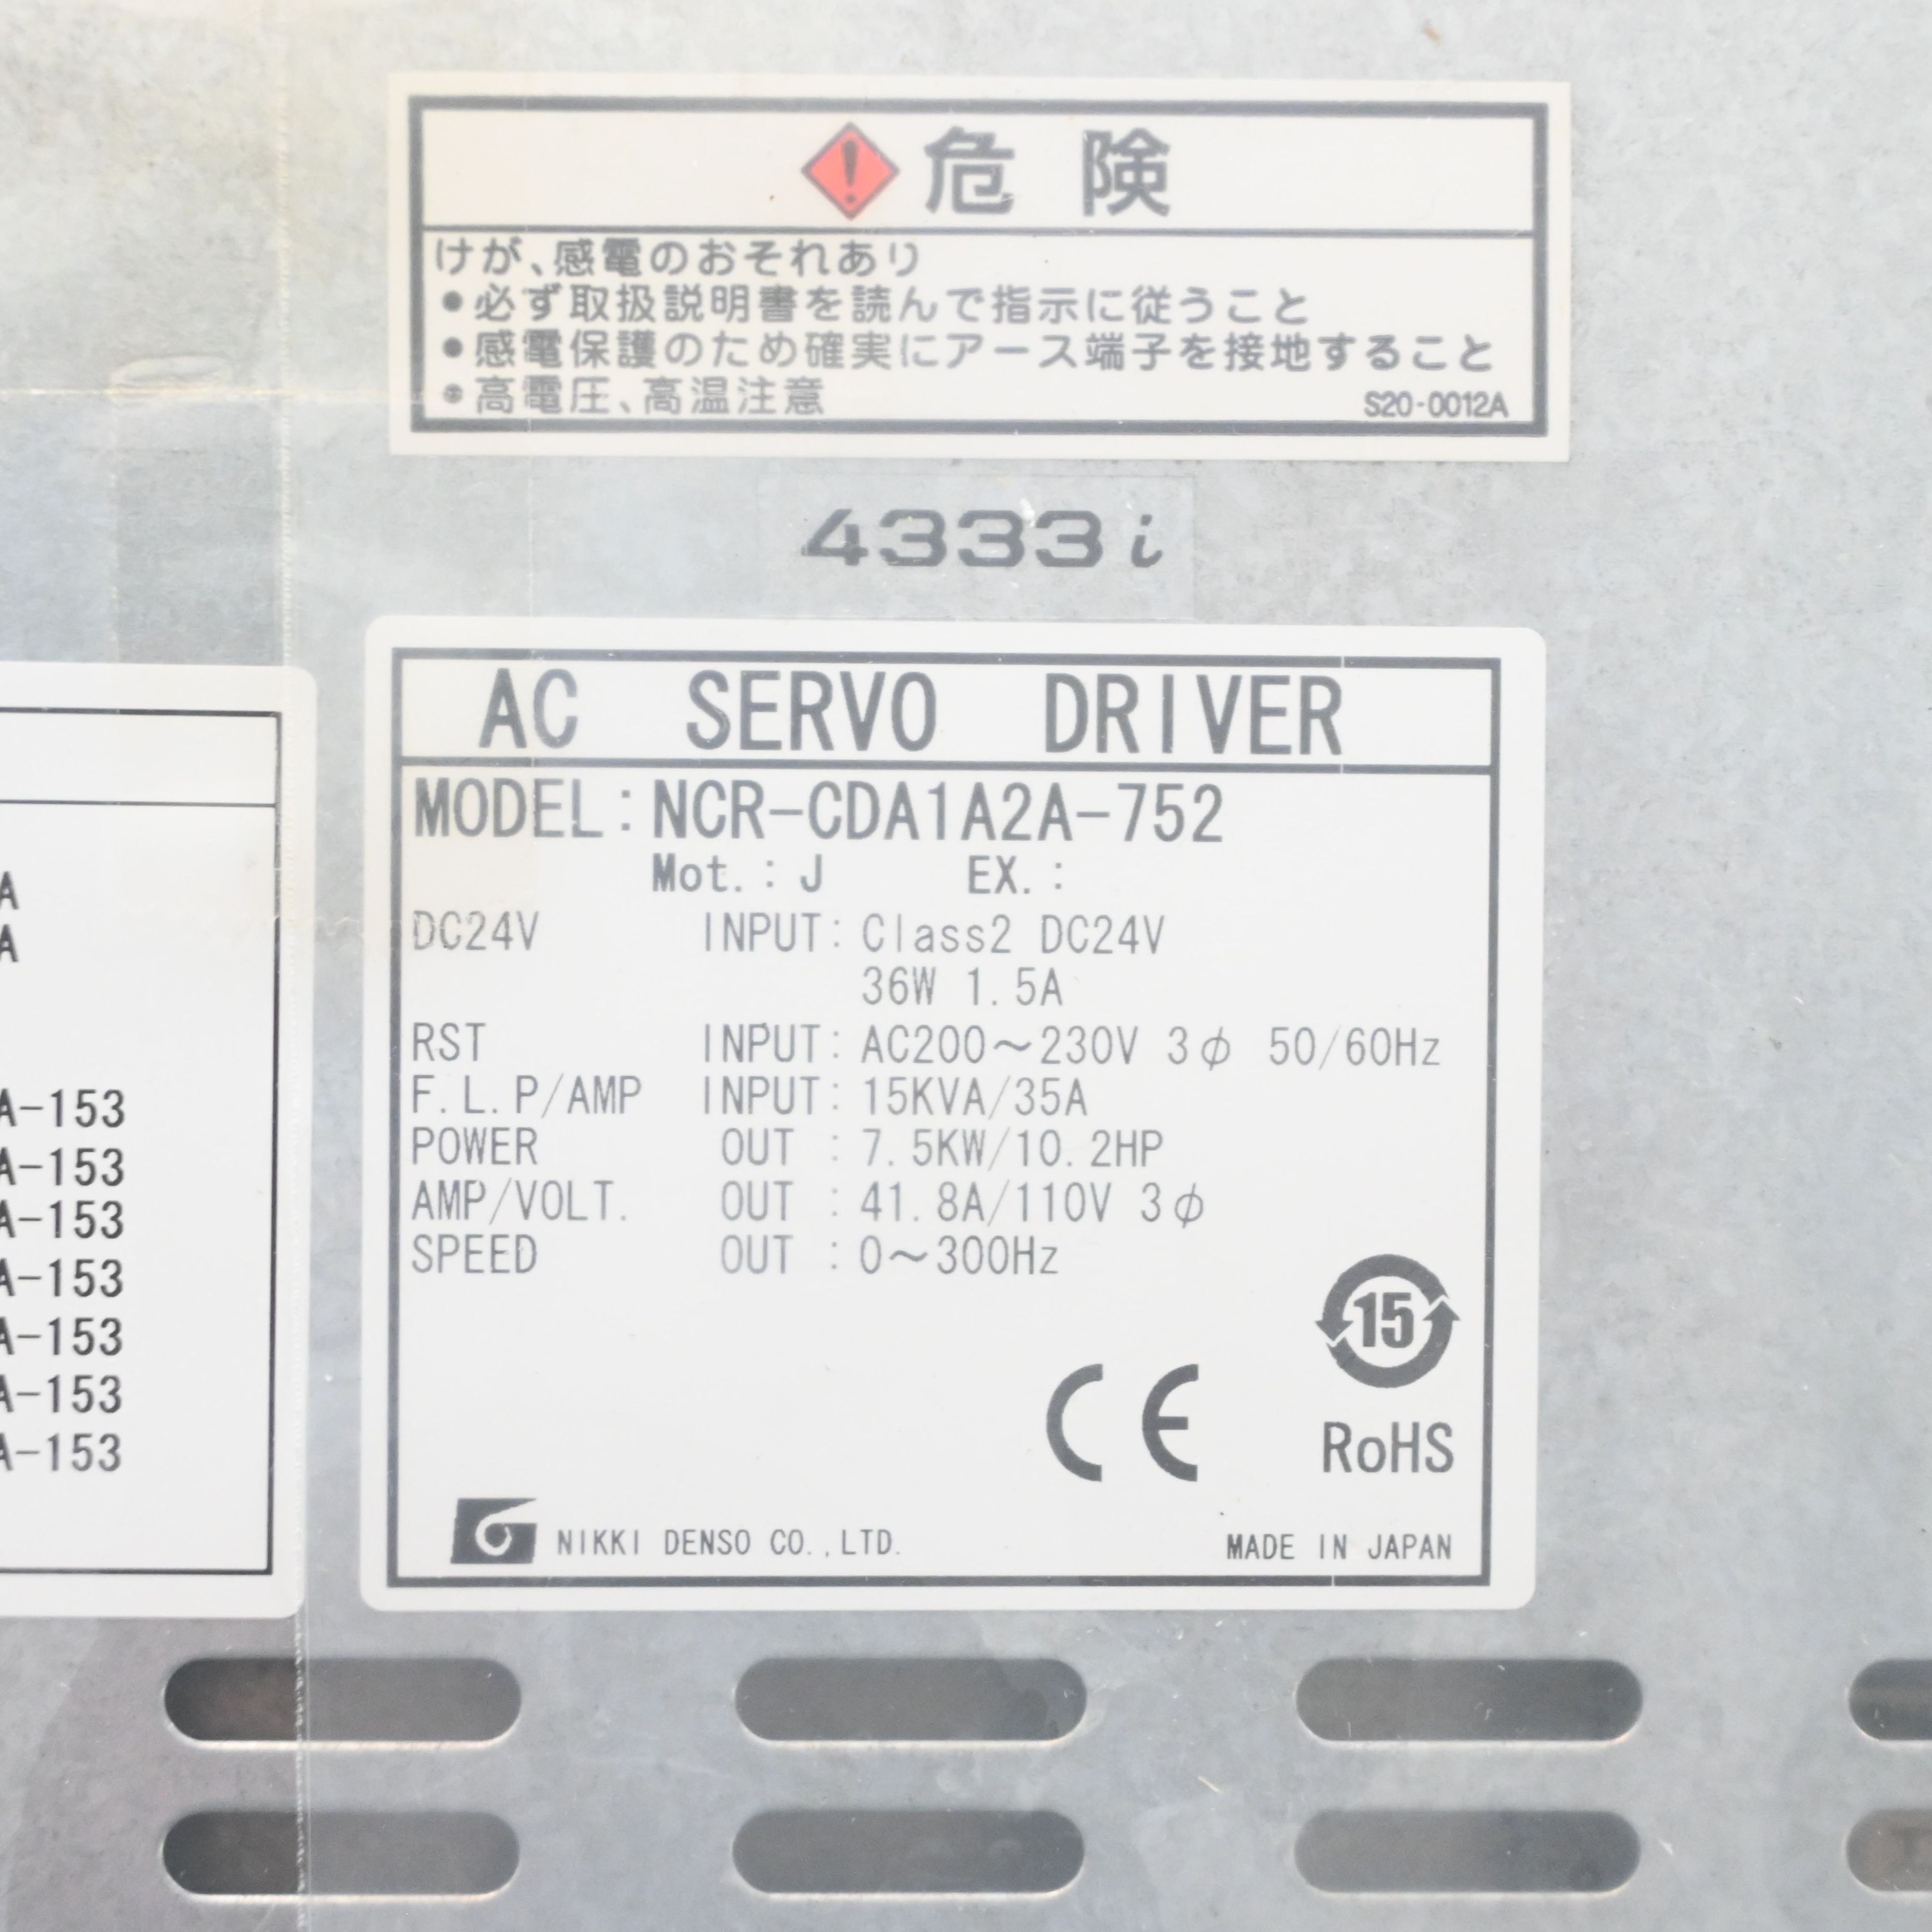 危険
けが、感電のおそれあり
●必ず取扱説明書を読んで指示に従うこと
●感電保護のため確実にアース端子を接地すること
●高電圧、高温注意
S20-0012A
4333i
AC SERVO DRIVER
MODEL:NCR-CDA1A2A-752
Mot.:J EX.:
DC24V INPUT:Class2 DC24V
36W 1.5A
RST INPUT:AC200~230V 3φ 50/60Hz
F.L.P/AMP INPUT:15KVA/35A
POWER OUT :7.5KW/10.2HP
AMP/VOLT. OUT :41.8A/110V 3φ
SPEED OUT :0~300Hz
15
CE
RoHS
NIKKI DENSO CO.,LTD.
MADE IN JAPAN
A
A
A-153
A-153
A-153
A-153
A-153
A-153
A-153